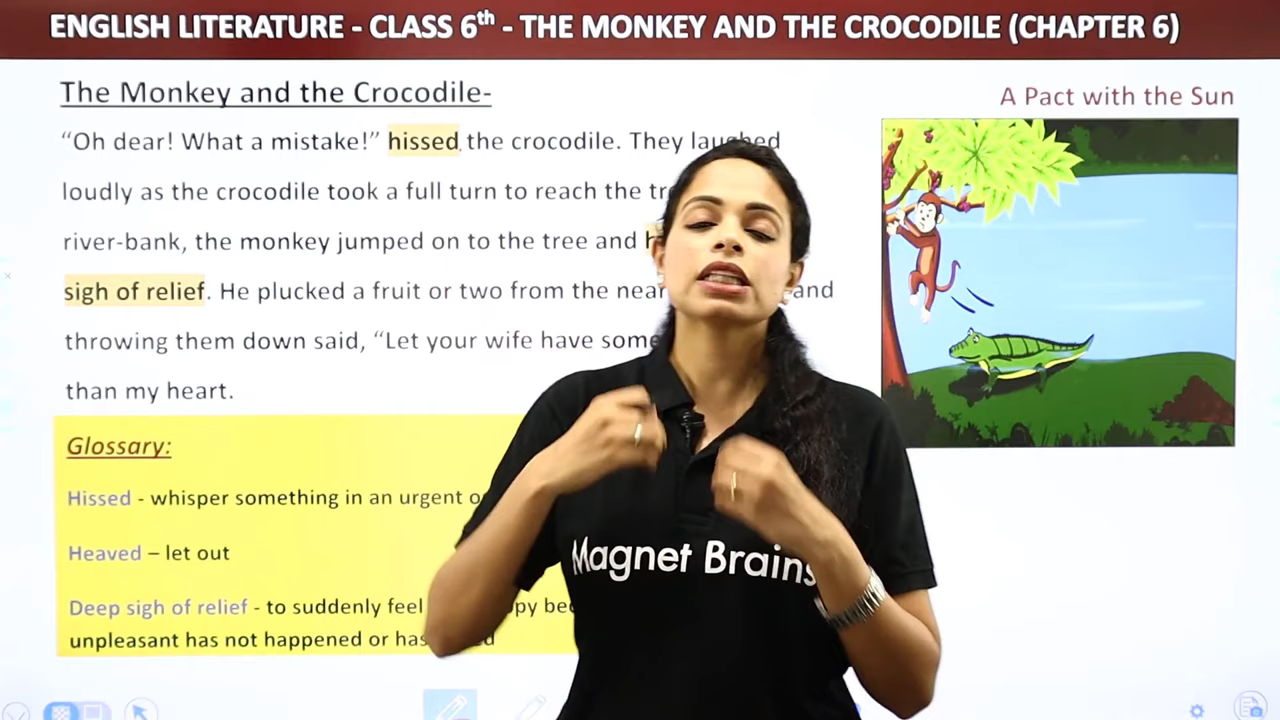 ENGLISH LITERATURE - CLASS 6th - THE MONKEY AND THE CROCODILE (CHAPTER 6)
The Monkey and the Crocodile-
A Pact with the Sun
“Oh dear! What a mistake!” hissed the crocodile. They laughed
loudly as the crocodile took a full turn to reach the
river-bank, the monkey jumped on to the tree and
sigh of relief. He plucked a fruit or two from the and
throwing them down said, “Let your wife have some
than my heart.
Glossary:
Hissed - whisper something in an urgent
Heaved – let out
Deep sigh of relief - to suddenly feel
unpleasant has not happened or
Magnet Brains